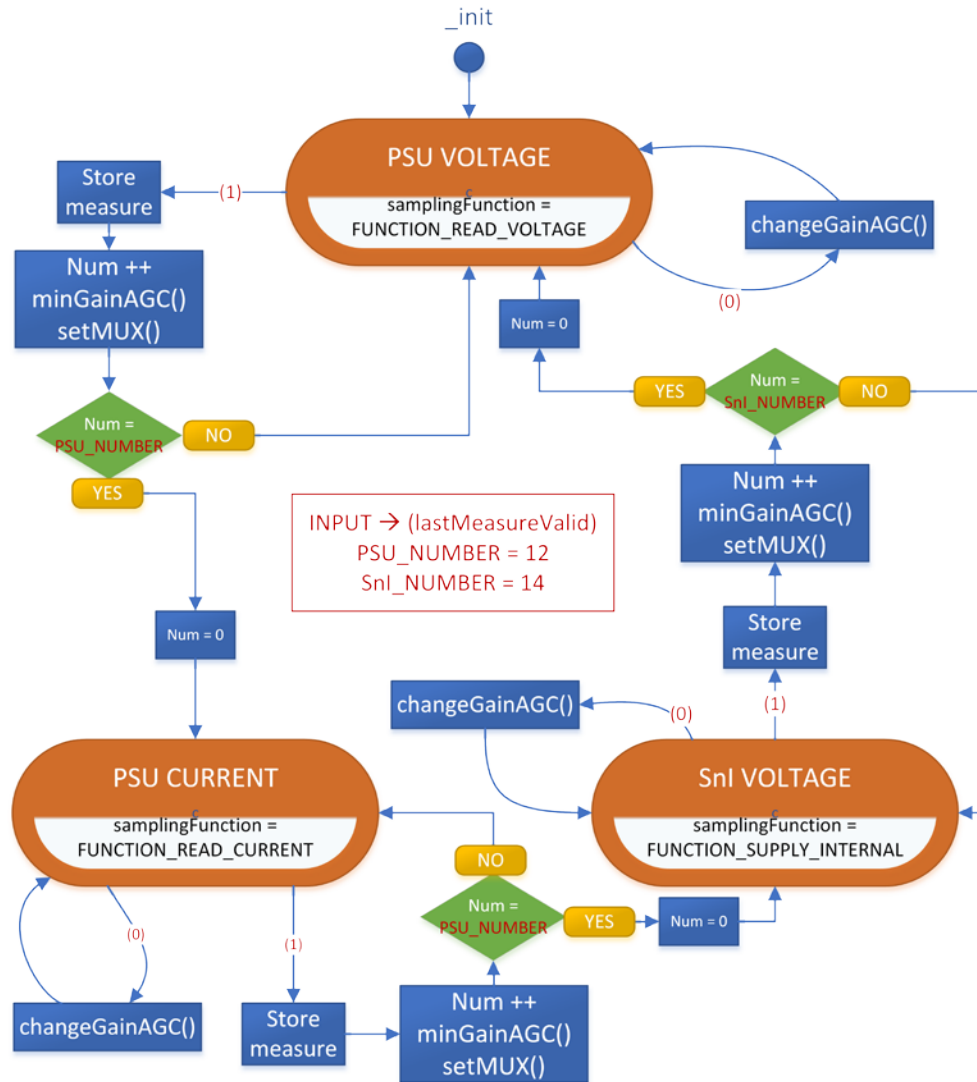 _init
PSU VOLTAGE
c
samplingFunction =
FUNCTION_READ_VOLTAGE
Store
measure
(1)
changeGainAGC()
(0)
Num ++
minGainAGC()
setMUX()
Num = 0
Num =
PSU_NUMBER
NO
YES
YES
Num =
SnI_NUMBER
NO
INPUT → (lastMeasureValid)
PSU_NUMBER = 12
SnI_NUMBER = 14
Num ++
minGainAGC()
setMUX()
Num = 0
Store
measure
changeGainAGC()
(0)
(1)
PSU CURRENT
c
samplingFunction =
FUNCTION_READ_CURRENT
SnI VOLTAGE
c
samplingFunction =
FUNCTION_SUPPLY_INTERNAL
NO
Num =
PSU_NUMBER
YES
Num = 0
(0)
(1)
changeGainAGC()
Store
measure
Num ++
minGainAGC()
setMUX()